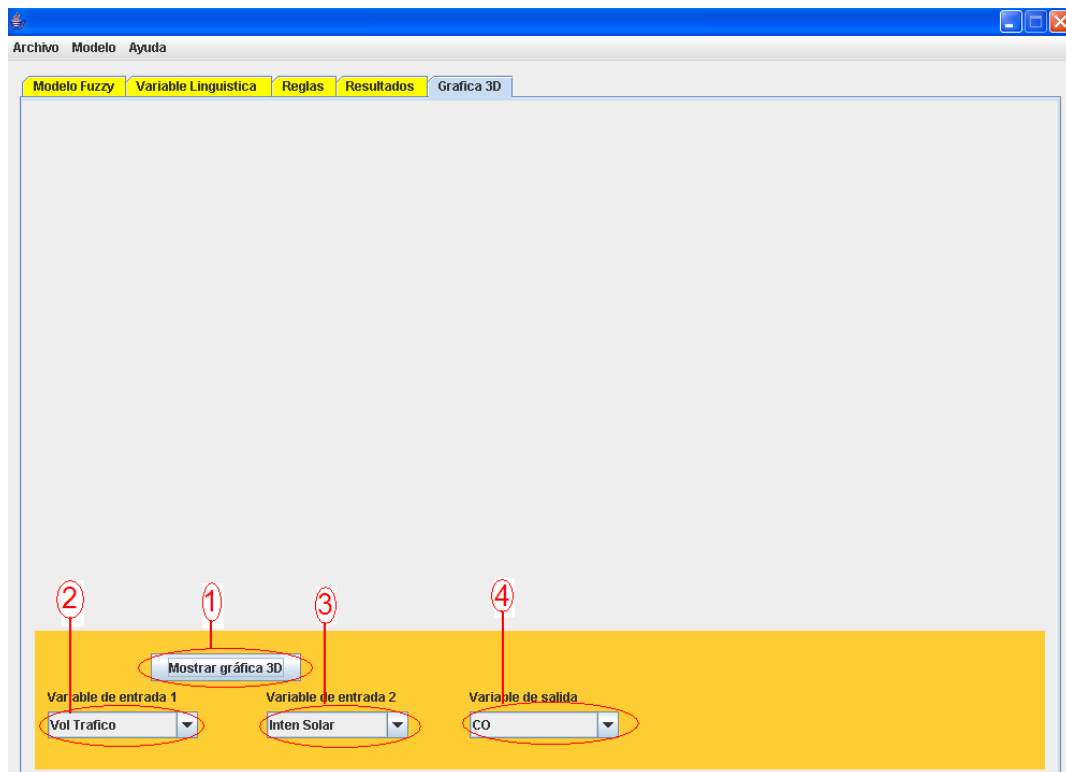 Archivo Modelo Ayuda
Modelo Fuzzy Variable Linguistica Reglas Resultados Grafica 3D
2 1 3 4
Mostrar gráfica 3D
Variable de entrada 1 Variable de entrada 2 Variable de salida
Vol Trafico Inten Solar CO